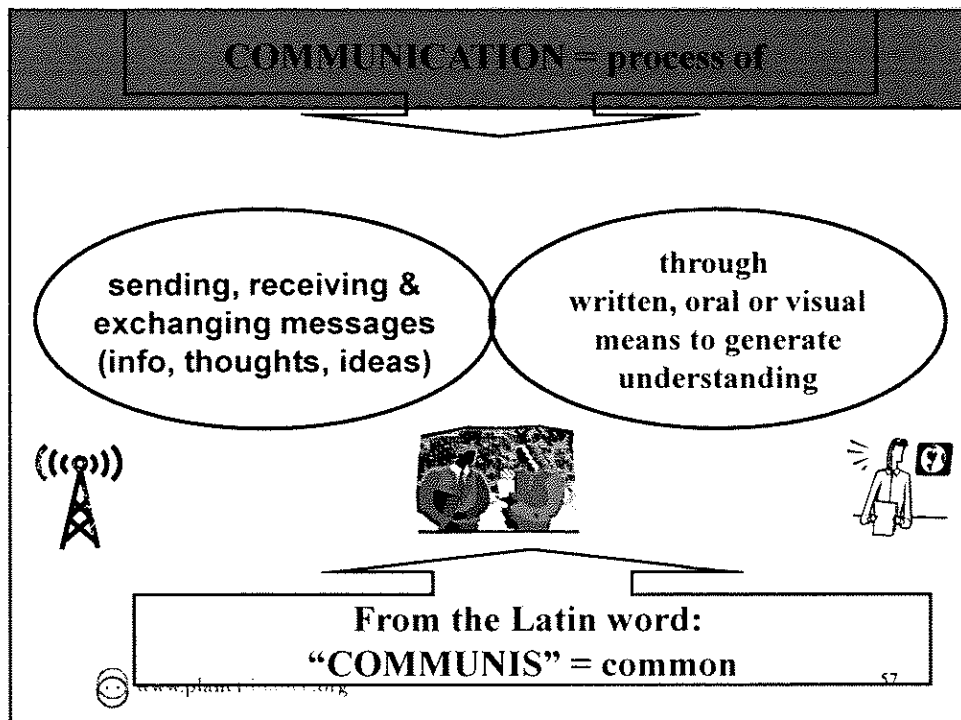 COMMUNICATION = process of
sending, receiving &
exchanging messages
(info, thoughts, ideas)
through
written, oral or visual
means to generate
understanding
From the Latin word:
“COMMUNIS” = common
57